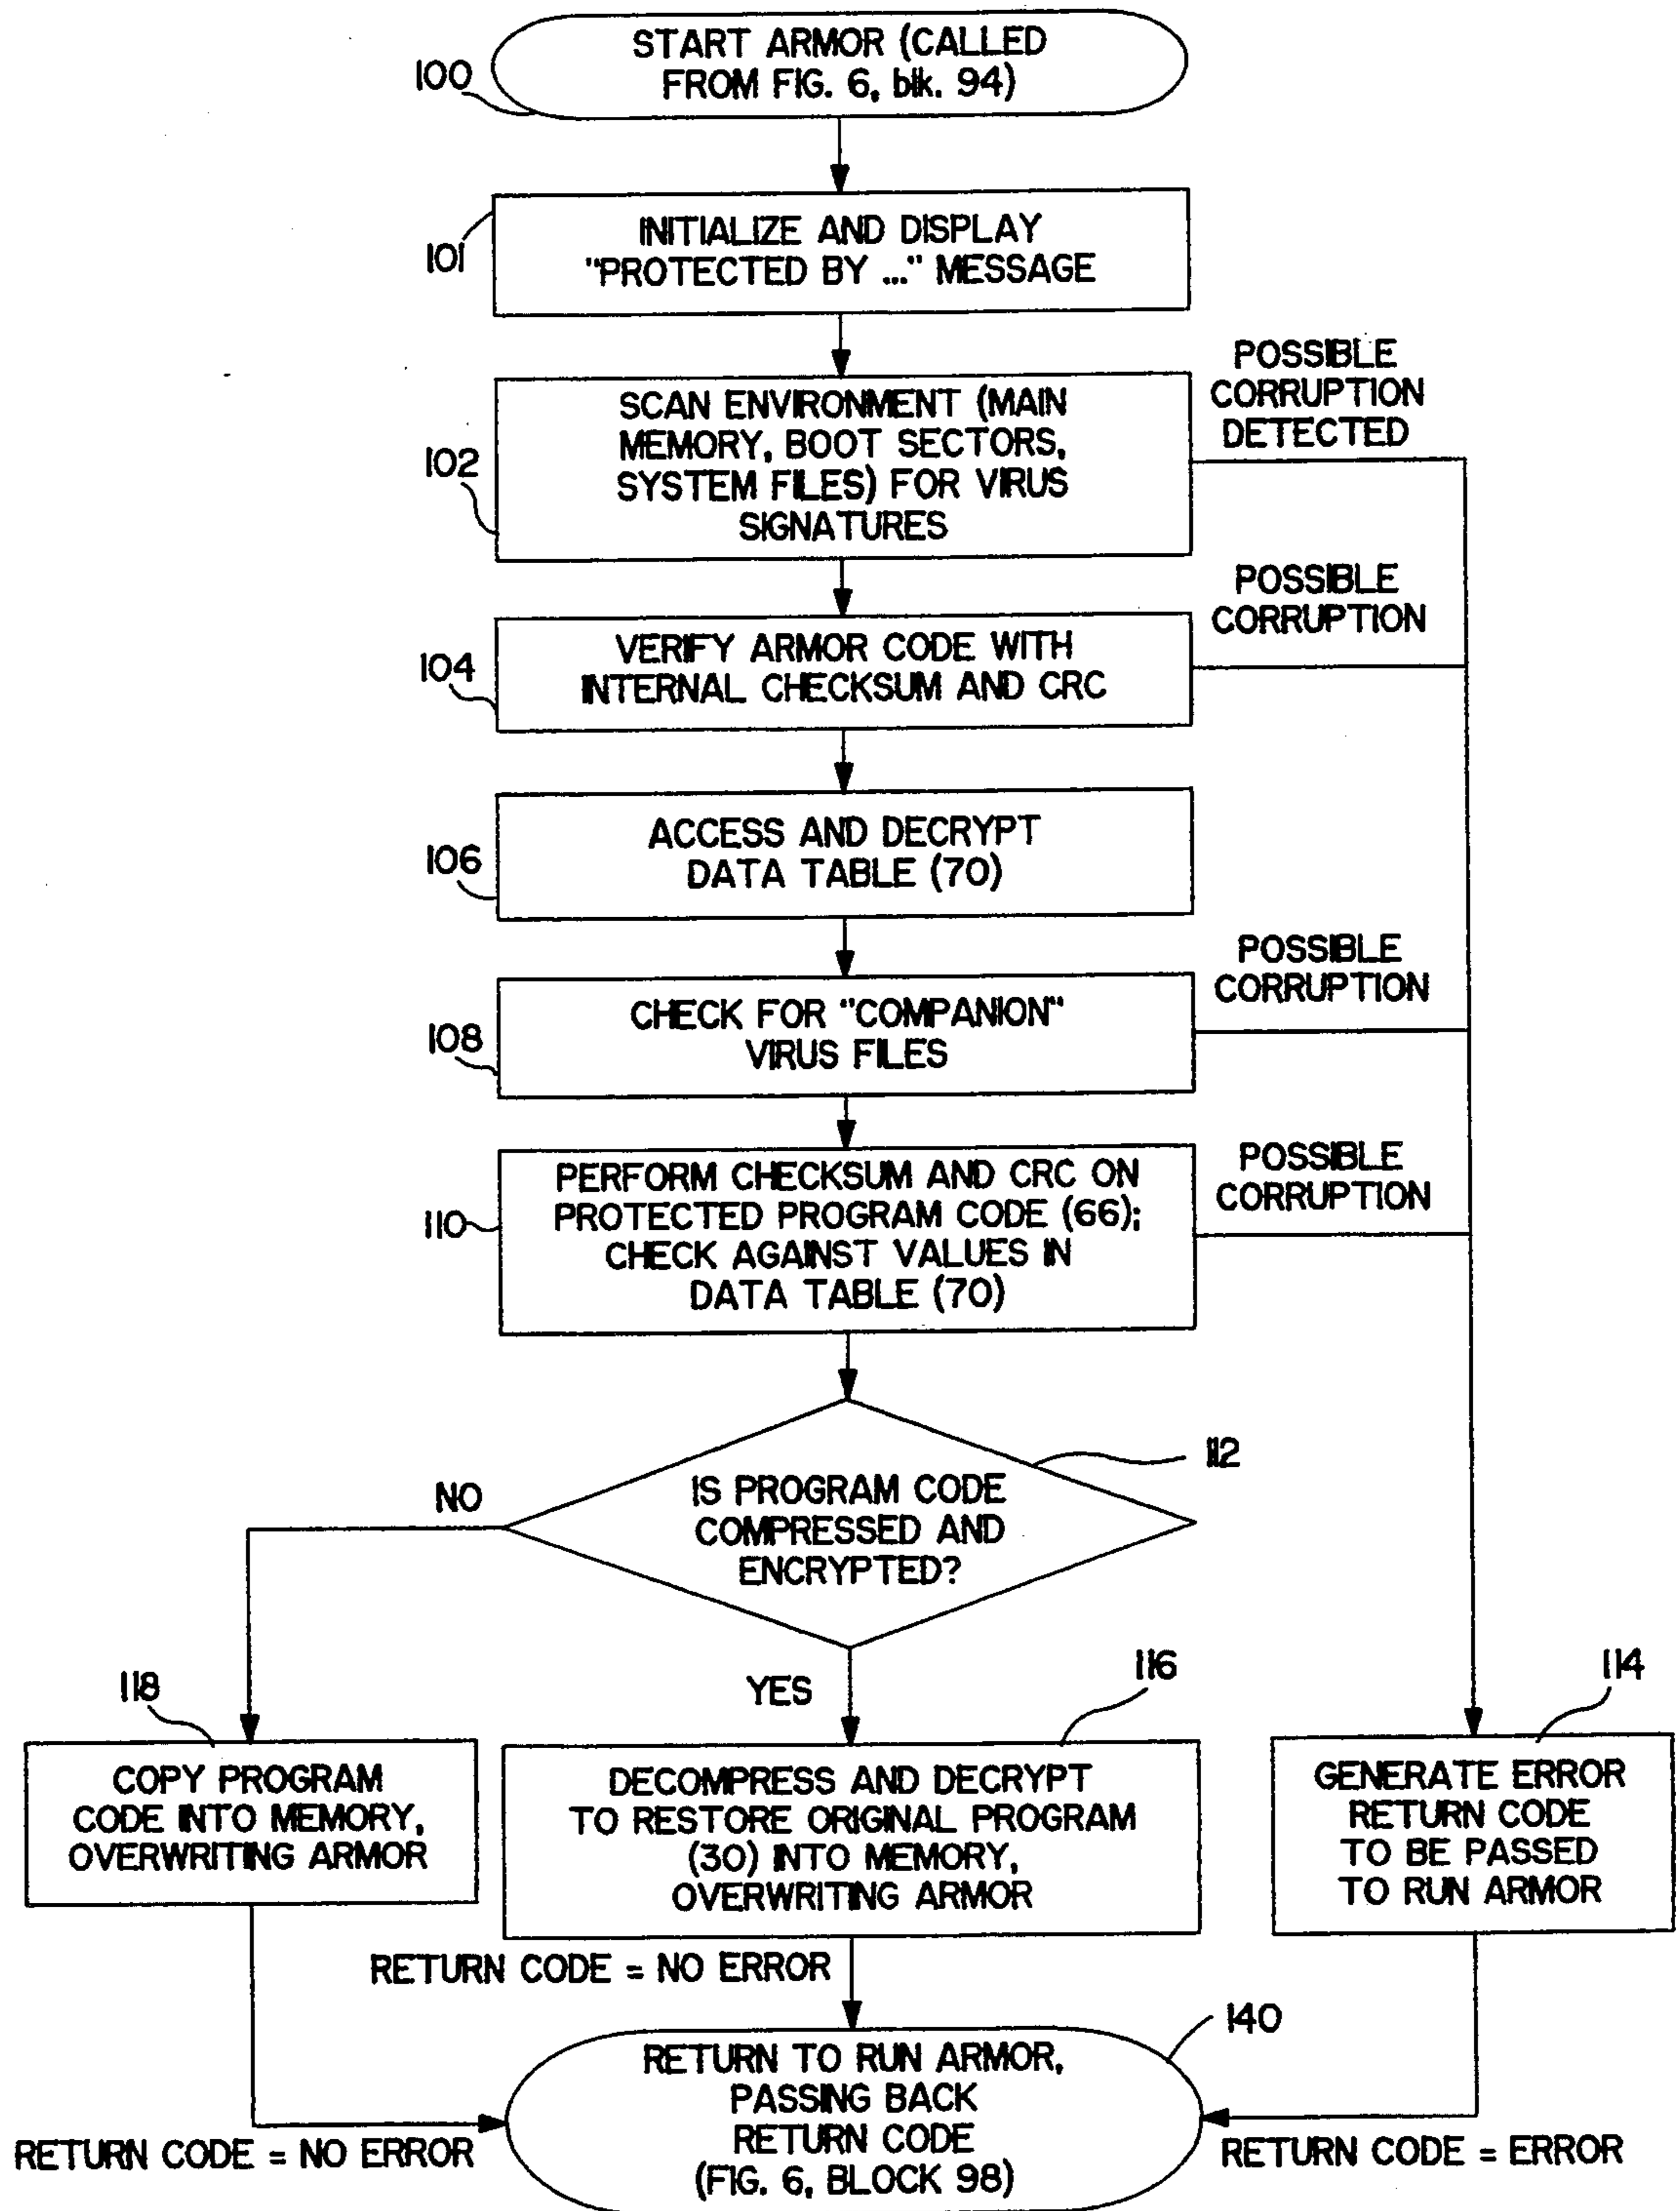 START ARMOR (CALLED
FROM FIG. 6, blk. 94)
100
INITIALIZE AND DISPLAY
"PROTECTED BY ..." MESSAGE
101
POSSIBLE
CORRUPTION
DETECTED
SCAN ENVIRONMENT (MAIN
MEMORY, BOOT SECTORS,
SYSTEM FILES) FOR VIRUS
SIGNATURES
102
POSSIBLE
CORRUPTION
VERIFY ARMOR CODE WITH
INTERNAL CHECKSUM AND CRC
104
ACCESS AND DECRYPT
DATA TABLE (70)
106
POSSIBLE
CORRUPTION
CHECK FOR "COMPANION"
VIRUS FILES
108
POSSIBLE
CORRUPTION
PERFORM CHECKSUM AND CRC ON
PROTECTED PROGRAM CODE (66);
CHECK AGAINST VALUES IN
DATA TABLE (70)
110
112
IS PROGRAM CODE
COMPRESSED AND
ENCRYPTED?
NO
YES
118
COPY PROGRAM
CODE INTO MEMORY,
OVERWRITING ARMOR
116
DECOMPRESS AND DECRYPT
TO RESTORE ORIGINAL PROGRAM
(30) INTO MEMORY,
OVERWRITING ARMOR
114
GENERATE ERROR
RETURN CODE
TO BE PASSED
TO RUN ARMOR
RETURN CODE = NO ERROR
140
RETURN TO RUN ARMOR,
PASSING BACK
RETURN CODE
(FIG. 6, BLOCK 98)
RETURN CODE = NO ERROR
RETURN CODE = ERROR